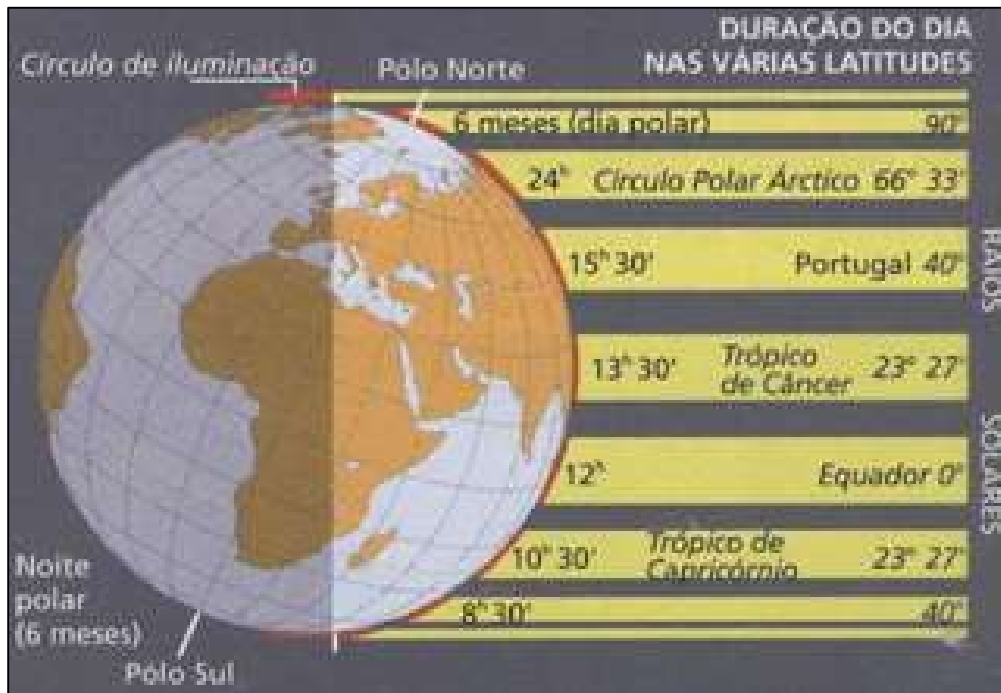 DURAÇÃO DO DIA
NAS VÁRIAS LATITUDES
Círculo de iluminação
Pólo Norte
6 meses (dia polar) 90°
24ʰ Círculo Polar Árctico 66° 33'
15ʰ 30' Portugal 40°
13ʰ 30' Trópico de Câncer 23° 27'
12ʰ Equador 0°
10ʰ 30' Trópico de Capricórnio 23° 27'
8ʰ 30' 40°
RAIOS
SOLARES
Noite
polar
(6 meses)
Pólo Sul